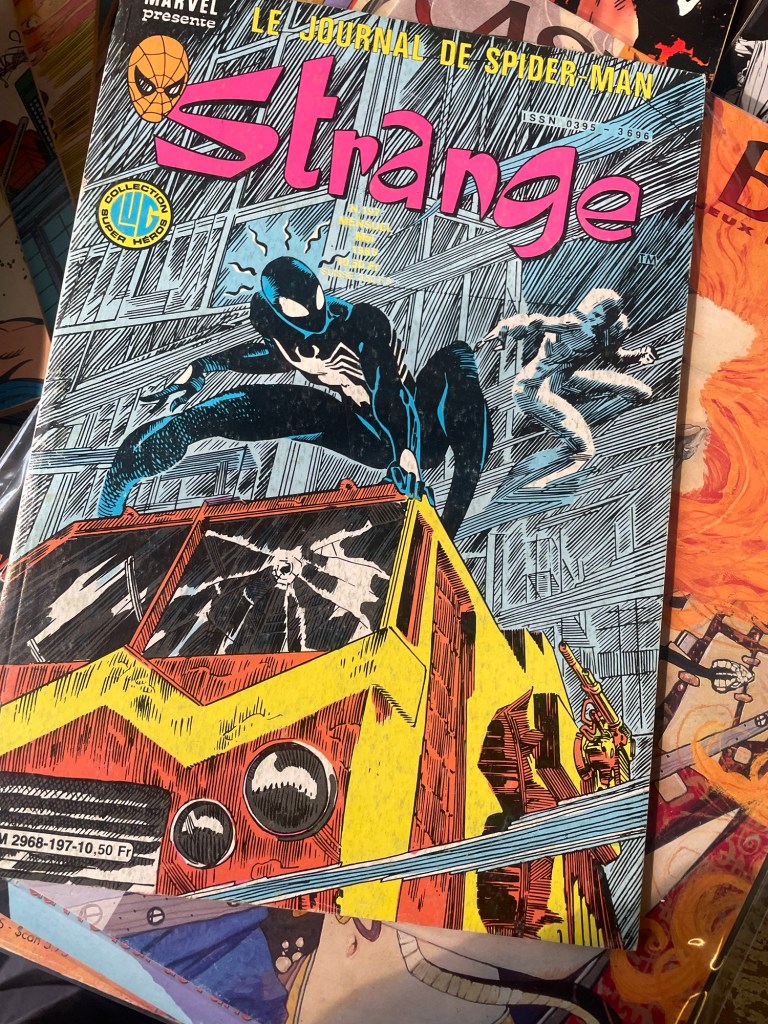 MARVEL
présente
LE JOURNAL DE SPIDER-MAN
Strange
ISSN 0395 - 3696
COLLECTION
LUG
SUPER HÉROS
TM
M 2968-197-10,50 Fr